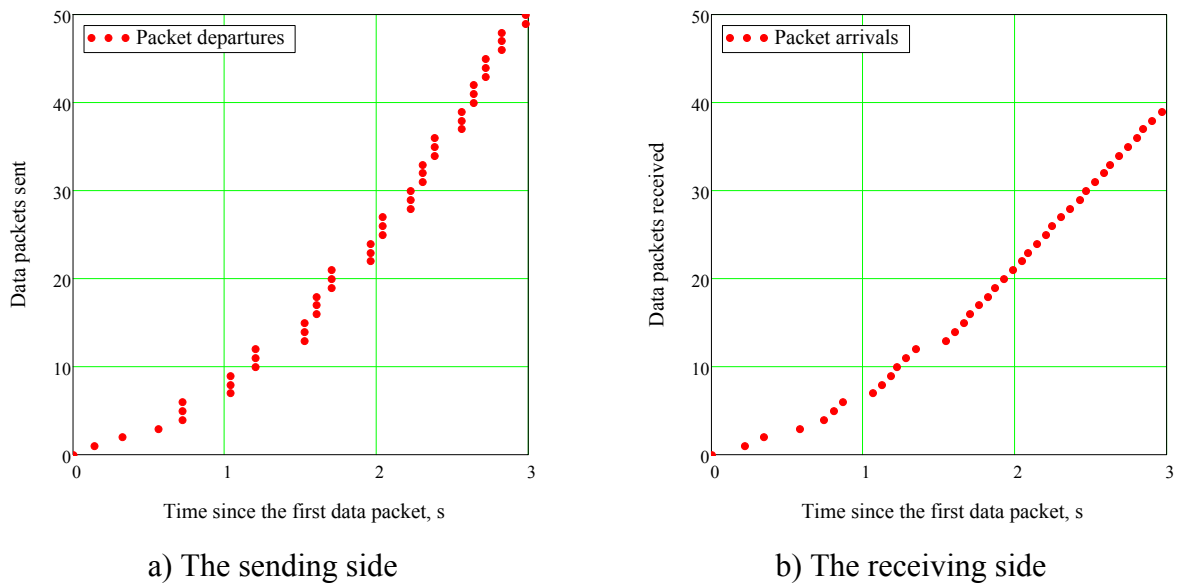 50
40
30
20
10
0
Data packets sent
Packet departures
0 1 2 3
Time since the first data packet, s
a) The sending side
50
40
30
20
10
0
Data packets received
Packet arrivals
0 1 2 3
Time since the first data packet, s
b) The receiving side